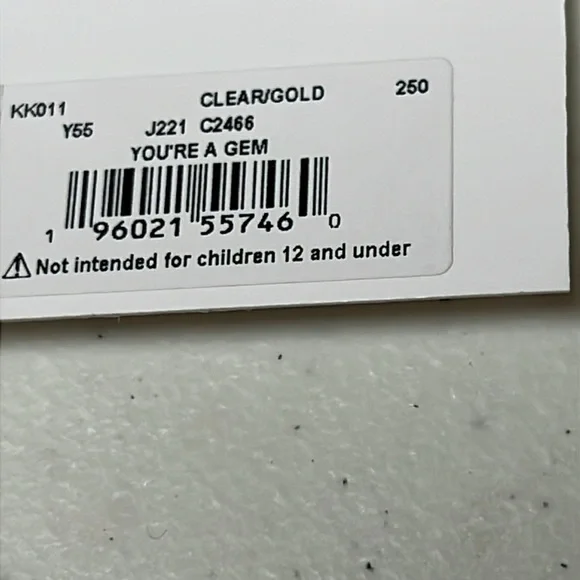 KK011 CLEAR/GOLD 250
Y55 J221 C2466
YOU'RE A GEM
1 96021 55746 0
⚠ Not intended for children 12 and under